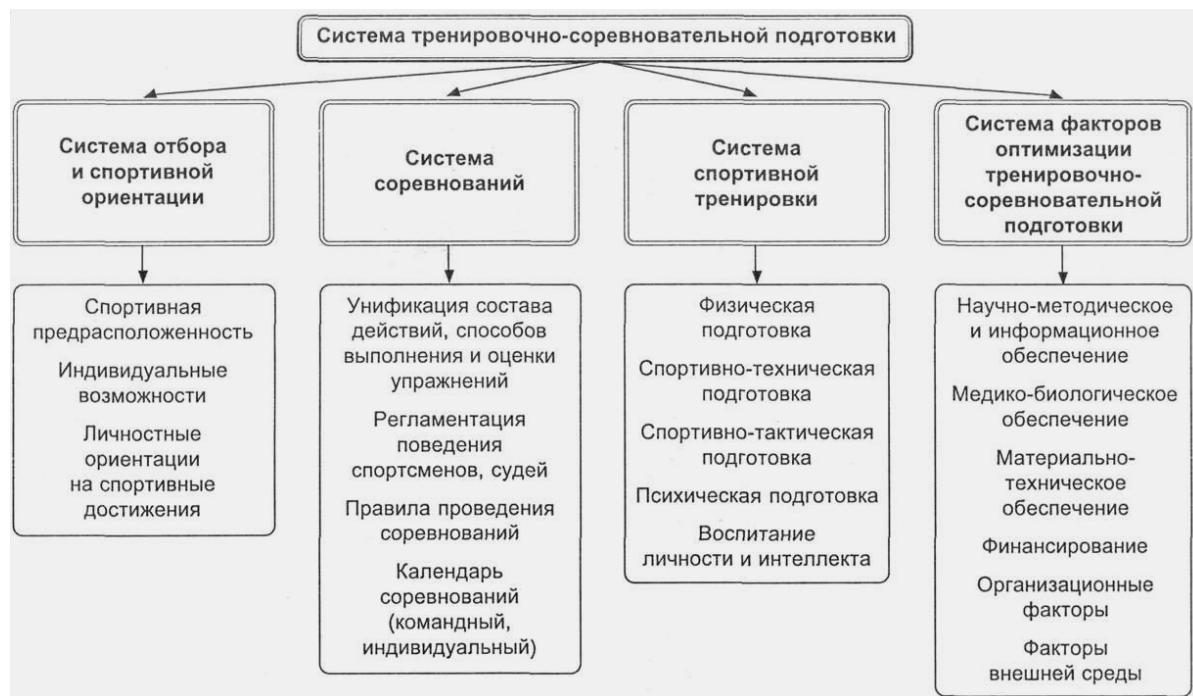 Система тренировочно-соревновательной подготовки
Система отбора
и спортивной
ориентации
Система
соревнований
Система
спортивной
тренировки
Система факторов
оптимизации
тренировочно-
соревновательной
подготовки
Спортивная
предрасположенность
Индивидуальные
возможности
Личностные
ориентации
на спортивные
достижения
Унификация состава
действий, способов
выполнения и оценки
упражнений
Регламентация
поведения
спортсменов, судей
Правила проведения
соревнований
Календарь
соревнований
(командный,
индивидуальный)
Физическая
подготовка
Спортивно-техническая
подготовка
Спортивно-тактическая
подготовка
Психическая подготовка
Воспитание
личности и интеллекта
Научно-методическое
и информационное
обеспечение
Медико-биологическое
обеспечение
Материально-
техническое
обеспечение
Финансирование
Организационные
факторы
Факторы
внешней среды